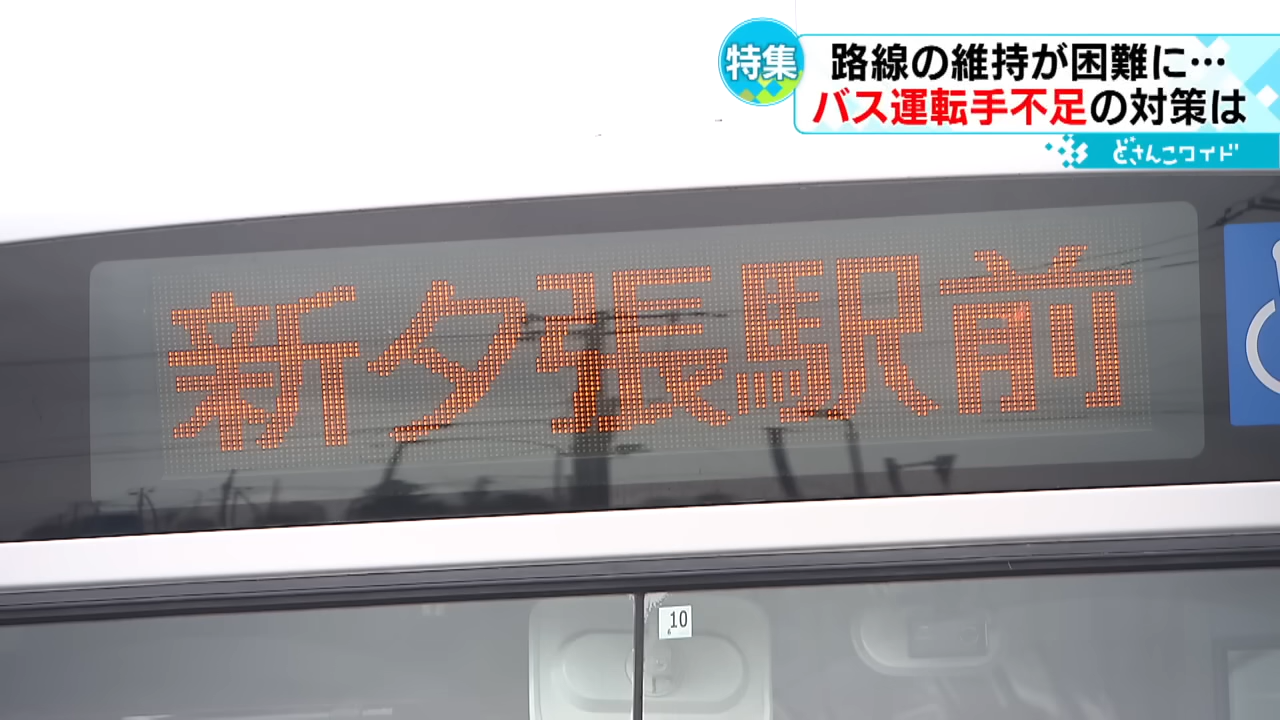 特集
路線の維持が困難に…
バス運転手不足の対策は
どさんこワイド
新夕張駅前
10
6